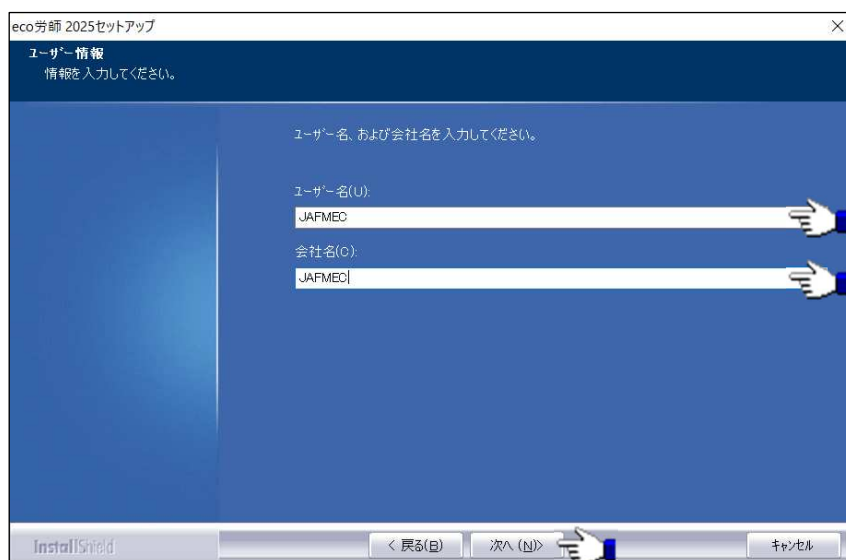 eco労師 2025セットアップ
ユーザー情報
情報を入力してください。
ユーザー名、および会社名を入力してください。
ユーザー名(U):
JAFMEC
会社名(C):
JAFMEC
InstallShield
< 戻る(B)
次へ (N)>
キャンセル